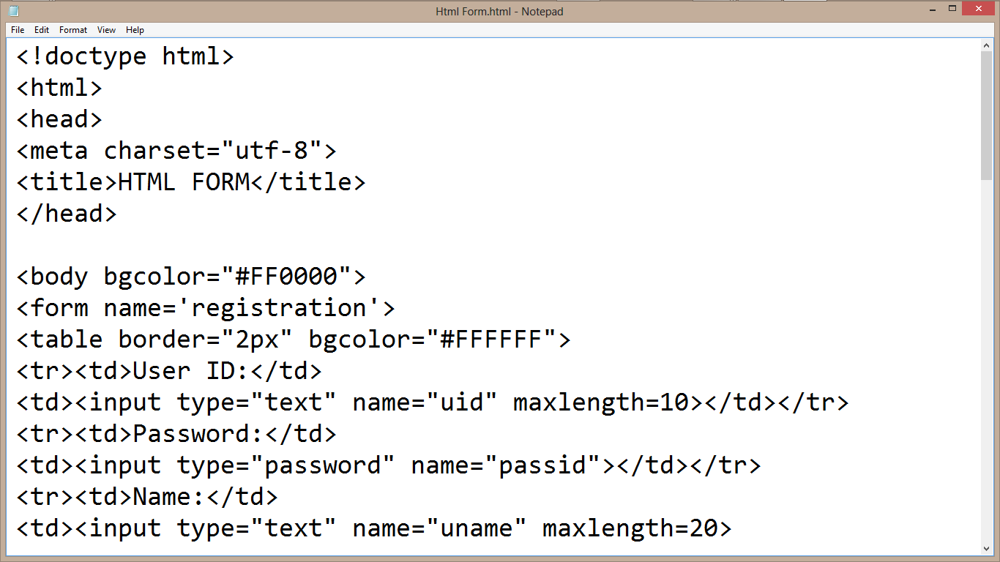 Html Form.html - Notepad
File Edit Format View Help
<!doctype html>
<html>
<head>
<meta charset="utf-8">
<title>HTML FORM</title>
</head>
<body bgcolor="#FF0000">
<form name='registration'>
<table border="2px" bgcolor="#FFFFFF">
<tr><td>User ID:</td>
<td><input type="text" name="uid" maxlength=10></td></tr>
<tr><td>Password:</td>
<td><input type="password" name="passid"></td></tr>
<tr><td>Name:</td>
<td><input type="text" name="uname" maxlength=20>